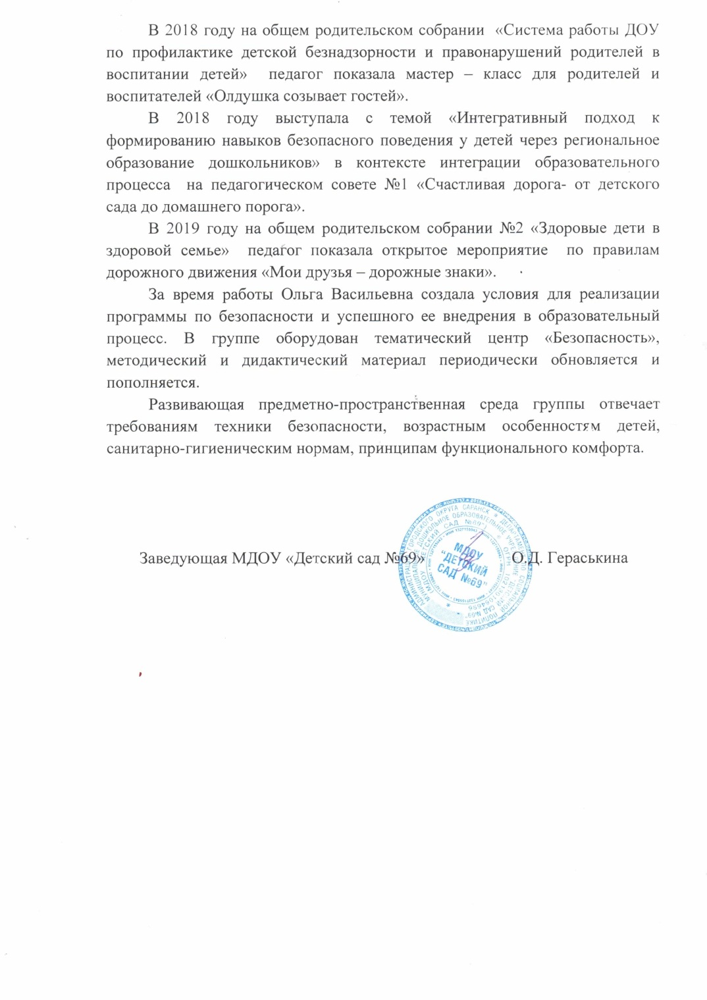 В 2018 году на общем родительском собрании «Система работы ДОУ
по профилактике детской безнадзорности и правонарушений родителей в
воспитании детей» педагог показала мастер – класс для родителей и
воспитателей «Олдушка созывает гостей».
В 2018 году выступала с темой «Интегративный подход к
формированию навыков безопасного поведения у детей через региональное
образование дошкольников» в контексте интеграции образовательного
процесса на педагогическом совете №1 «Счастливая дорога- от детского
сада до домашнего порога».
В 2019 году на общем родительском собрании №2 «Здоровые дети в
здоровой семье» педагог показала открытое мероприятие по правилам
дорожного движения «Мои друзья – дорожные знаки».
За время работы Ольга Васильевна создала условия для реализации
программы по безопасности и успешного ее внедрения в образовательный
процесс. В группе оборудован тематический центр «Безопасность»,
методический и дидактический материал периодически обновляется и
пополняется.
Развивающая предметно-пространственная среда группы отвечает
требованиям техники безопасности, возрастным особенностям детей,
санитарно-гигиеническим нормам, принципам функционального комфорта.
Заведующая МДОУ «Детский сад №69» О.Д. Гераськина
МДОУ
"ДЕТСКИЙ
САД №69"
ГОРОДСКОГО ОКРУГА САРАНСК * ДЕПАРТАМЕНТ ПО СОЦИАЛЬНОЙ ПОЛИТИКЕ